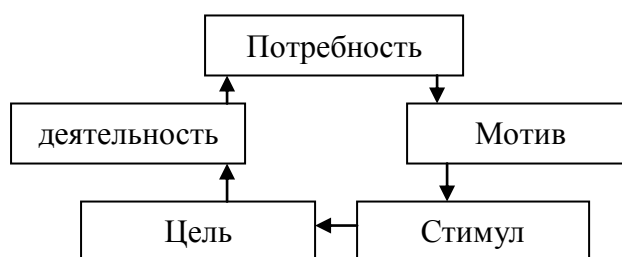 Потребность
деятельность
Мотив
Цель
Стимул